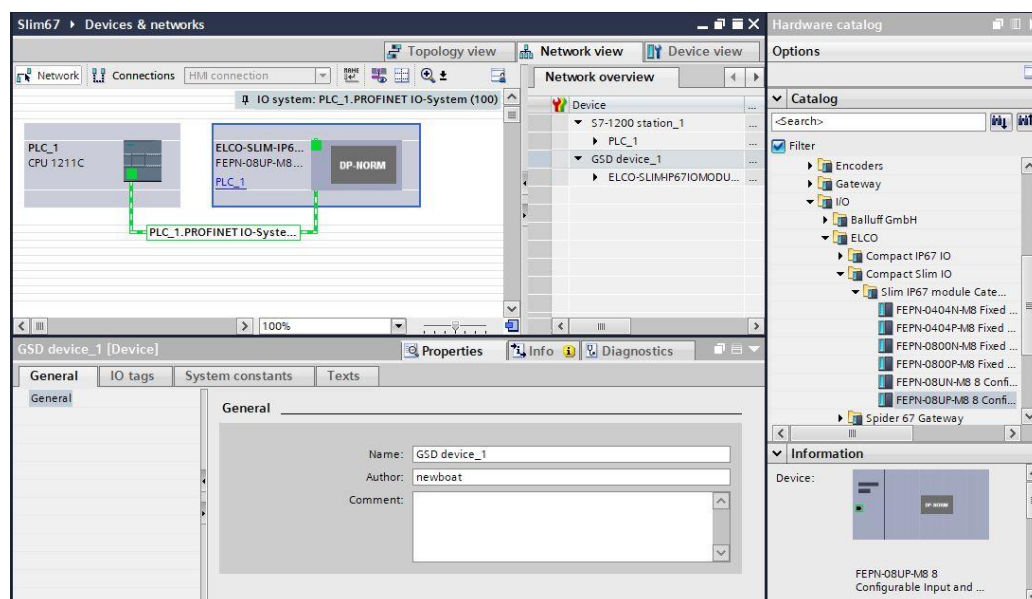 Slim67 ▸ Devices & networks
Topology view
Network view
Device view
Network
Connections
HMI connection
IO system: PLC_1.PROFINET IO-System (100)
PLC_1
CPU 1211C
ELCO-SLIM-IP6...
FEPN-08UP-M8...
PLC_1
DP-NORM
PLC_1.PROFINET IO-Syste...
100%
Network overview
Device
...
S7-1200 station_1
...
PLC_1
...
GSD device_1
...
ELCO-SLIM-IP67IOMODU...
...
GSD device_1 [Device]
Properties
Info
Diagnostics
General
IO tags
System constants
Texts
General
General
Name:
GSD device_1
Author:
newboat
Comment:
Hardware catalog
Options
Catalog
<Search>
Filter
Encoders
Gateway
I/O
Balluff GmbH
ELCO
Compact IP67 IO
Compact Slim IO
Slim IP67 module Cate...
FEPN-0404N-M8 Fixed ...
FEPN-0404P-M8 Fixed ...
FEPN-0800N-M8 Fixed ...
FEPN-0800P-M8 Fixed ...
FEPN-08UN-M8 8 Confi...
FEPN-08UP-M8 8 Confi...
Spider 67 Gateway
Information
Device:
DP-NORM
FEPN-08UP-M8 8
Configurable Input and ...